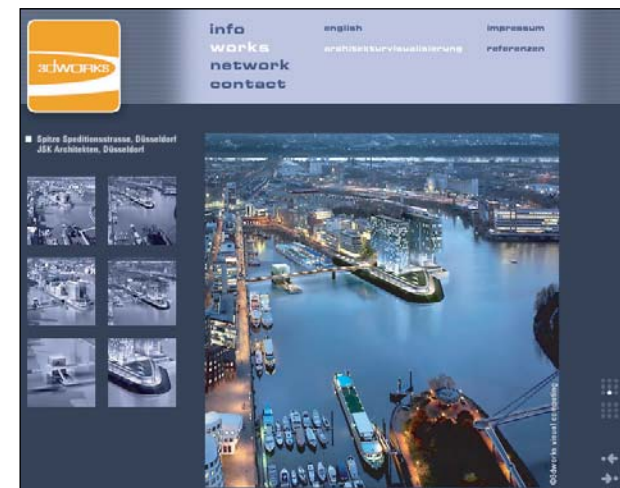 3dworks
info
works
network
contact
english
architekturvisualisierung
impressum
referenzen
Spitze Speditionsstrasse, Düsseldorf
JSK Architekten, Düsseldorf
©3dworks visual computing